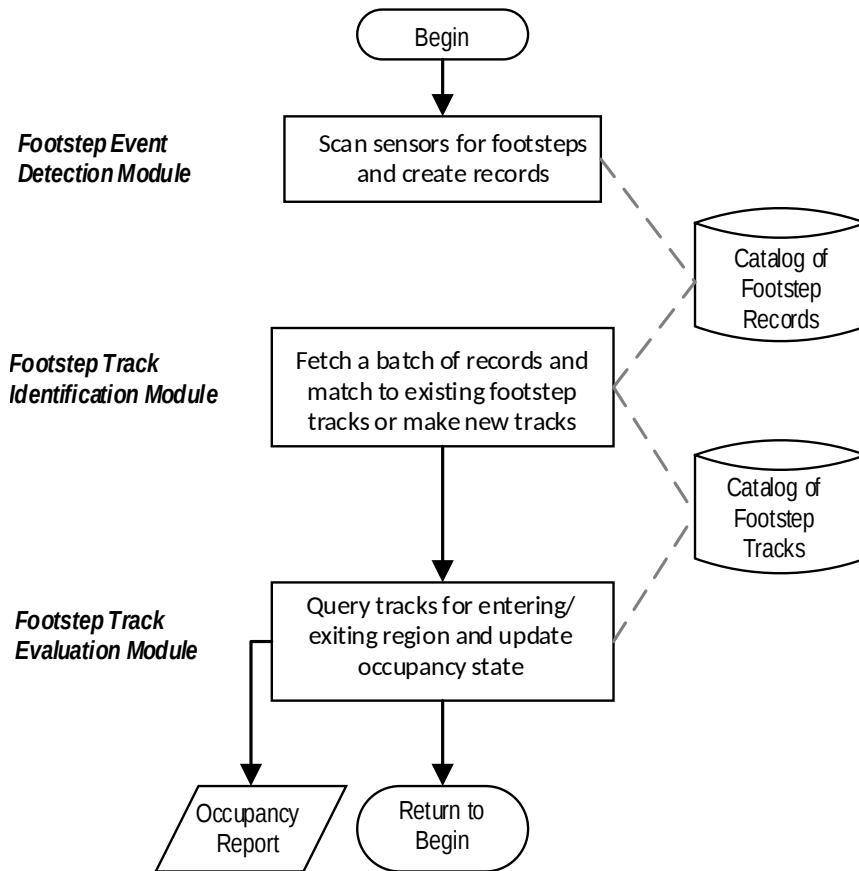 Begin
Footstep Event
Detection Module
Scan sensors for footsteps
and create records
Catalog of
Footstep
Records
Footstep Track
Identification Module
Fetch a batch of records and
match to existing footstep
tracks or make new tracks
Catalog of
Footstep
Tracks
Footstep Track
Evaluation Module
Query tracks for entering/
exiting region and update
occupancy state
Occupancy
Report
Return to
Begin